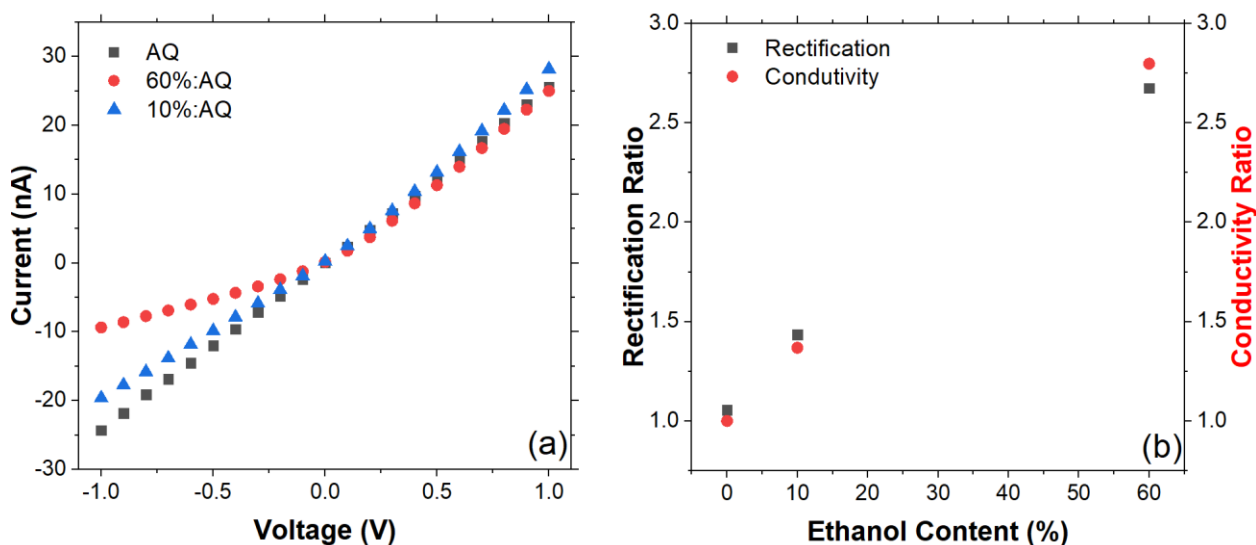 AQ
60%:AQ
10%:AQ
30
20
10
0
-10
-20
-30
-1.0 -0.5 0.0 0.5 1.0
Current (nA)
Voltage (V)
(a)
Rectification
Condutivity
3.0
2.5
2.0
1.5
1.0
3.0
2.5
2.0
1.5
1.0
0 10 20 30 40 50 60
Rectification Ratio
Conductivity Ratio
Ethanol Content (%)
(b)